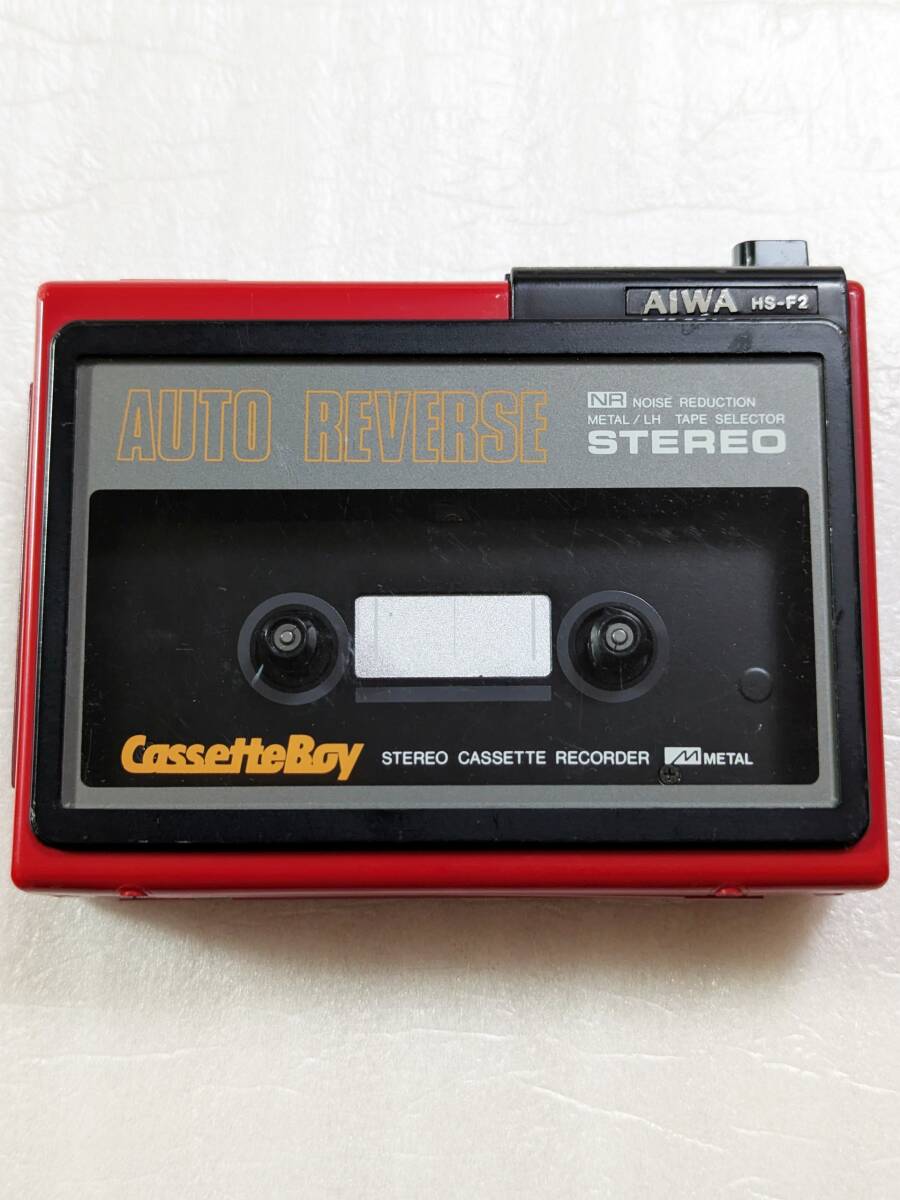 AIWA HS-F2
AUTO REVERSE
NR NOISE REDUCTION
METAL/LH TAPE SELECTOR
STEREO
CassetteBoy STEREO CASSETTE RECORDER METAL